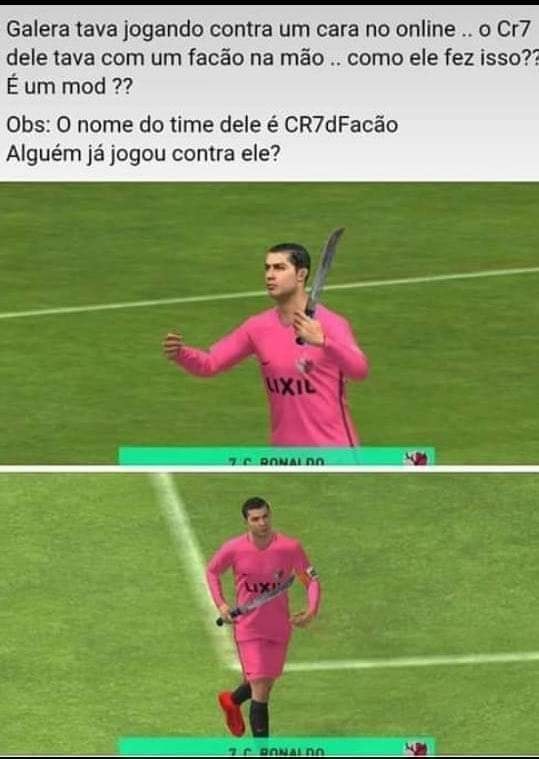 Galera tava jogando contra um cara no online .. o Cr7
dele tava com um facão na mão .. como ele fez isso??
É um mod ??
Obs: O nome do time dele é CR7dFacão
Alguém já jogou contra ele?
LIXIL
7 C. RONALDO
LIXIL
7 C. RONALDO